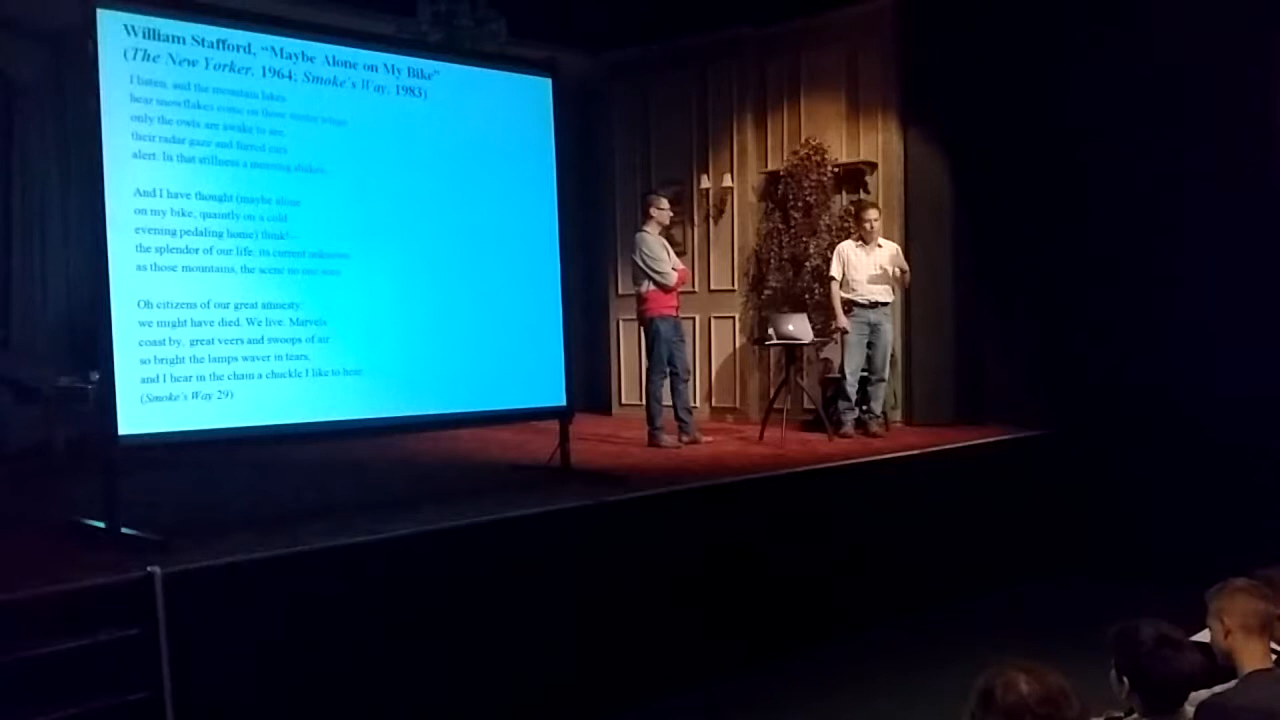 William Stafford, “Maybe Alone on My Bike”
(The New Yorker, 1964; Smoke’s Way, 1983)
I listen, and the mountain lakes
hear snowflakes come on those winter wings
only the owls are awake to see,
their radar gaze and furred ears
alert. In that stillness a meaning shakes;
And I have thought (maybe alone
on my bike, quaintly on a cold
evening pedaling home) think!—
the splendor of our life, its current unknown
as those mountains, the scene no one sees.
Oh citizens of our great amnesty:
we might have died. We live. Marvels
coast by, great veers and swoops of air
so bright the lamps waver in tears,
and I hear in the chain a chuckle I like to hear.
(Smoke’s Way 29)